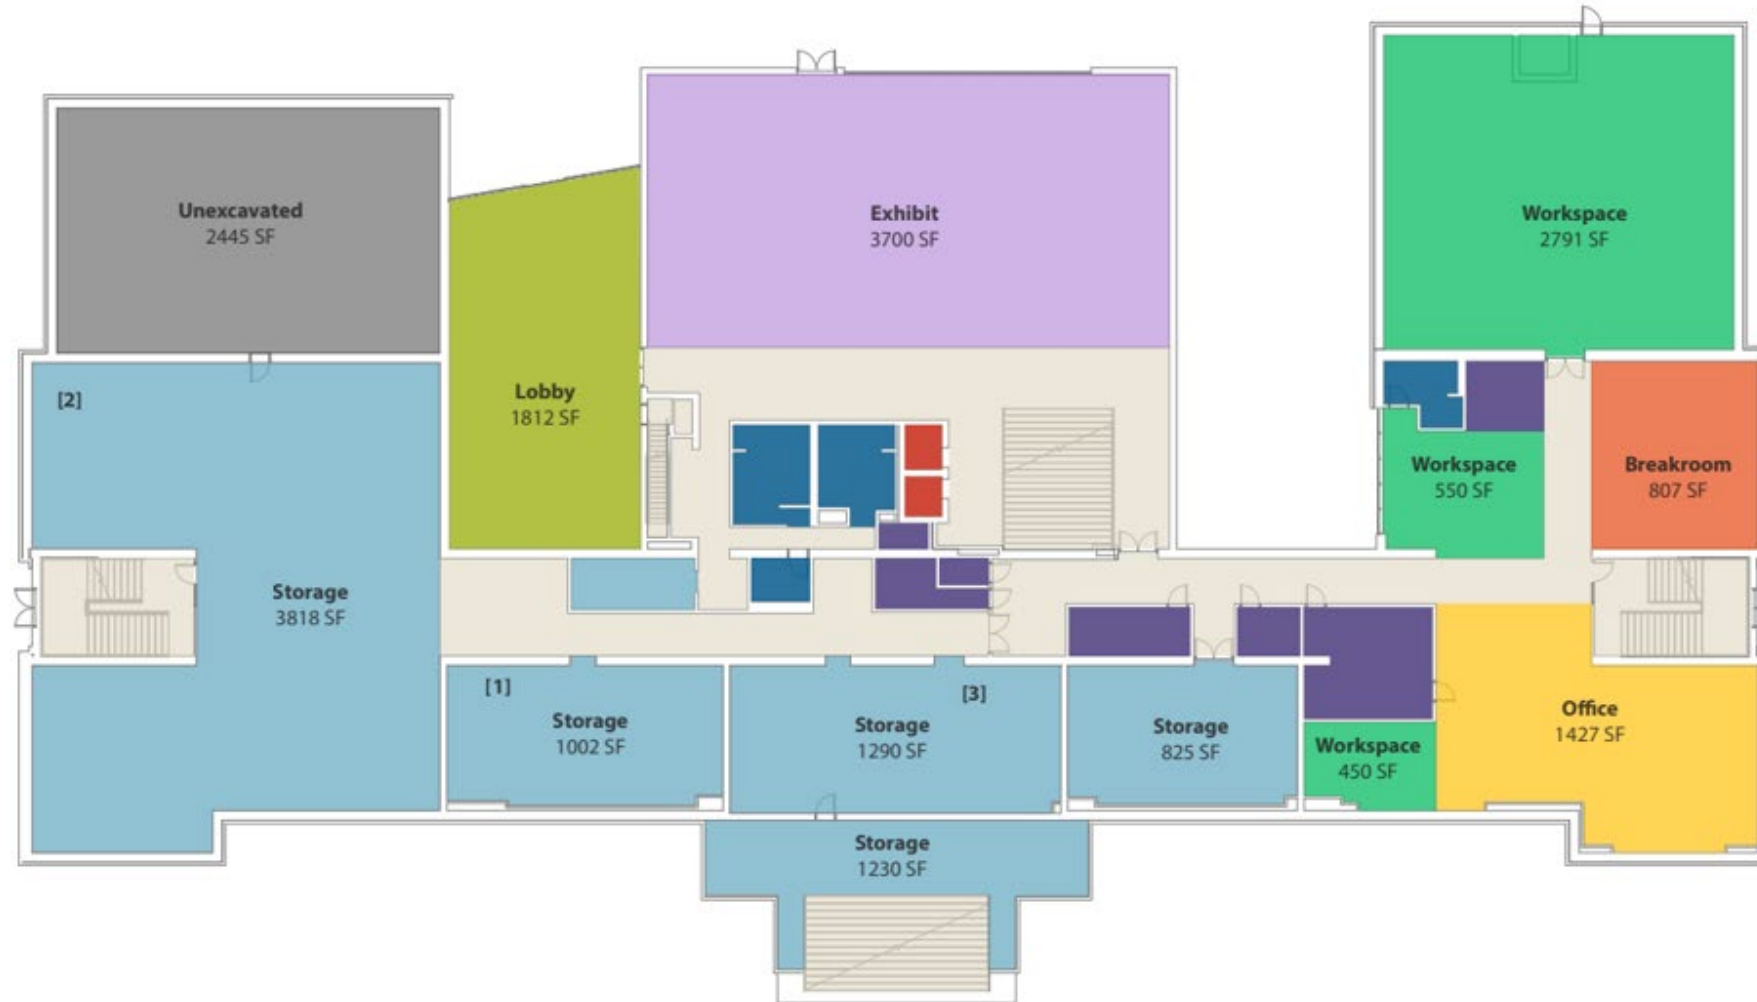 Unexcavated
2445 SF
Exhibit
3700 SF
Workspace
2791 SF
[2]
Lobby
1812 SF
Workspace
550 SF
Breakroom
807 SF
Storage
3818 SF
[1]
Storage
1002 SF
[3]
Storage
1290 SF
Storage
825 SF
Workspace
450 SF
Office
1427 SF
Storage
1230 SF